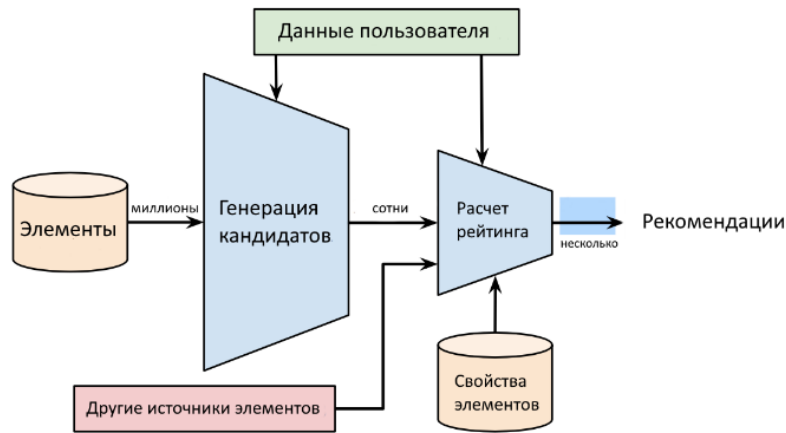 Данные пользователя
Элементы
миллионы
Генерация
кандидатов
сотни
Расчет
рейтинга
несколько
Рекомендации
Другие источники элементов
Свойства
элементов